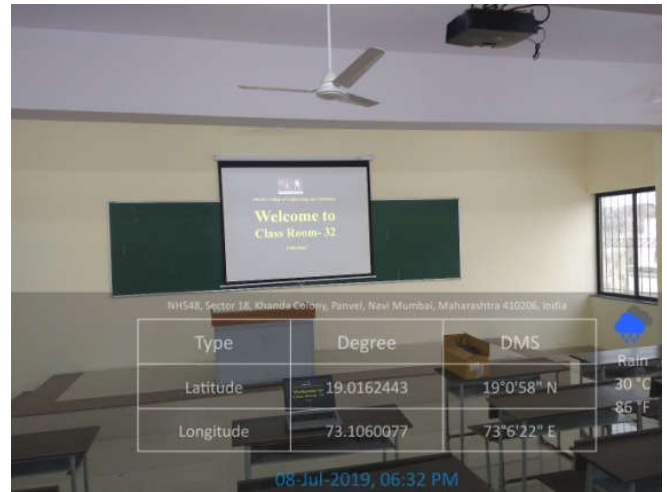 Welcome to
Class Room- 32
NH548, Sector 18, Khanda Colony, Panvel, Navi Mumbai, Maharashtra 410206, India
Type Degree DMS
Latitude 19.0162443 19°0'58" N
Longitude 73.1060077 73°6'22" E
Rain
30 °C
86 °F
08-Jul-2019, 06:32 PM